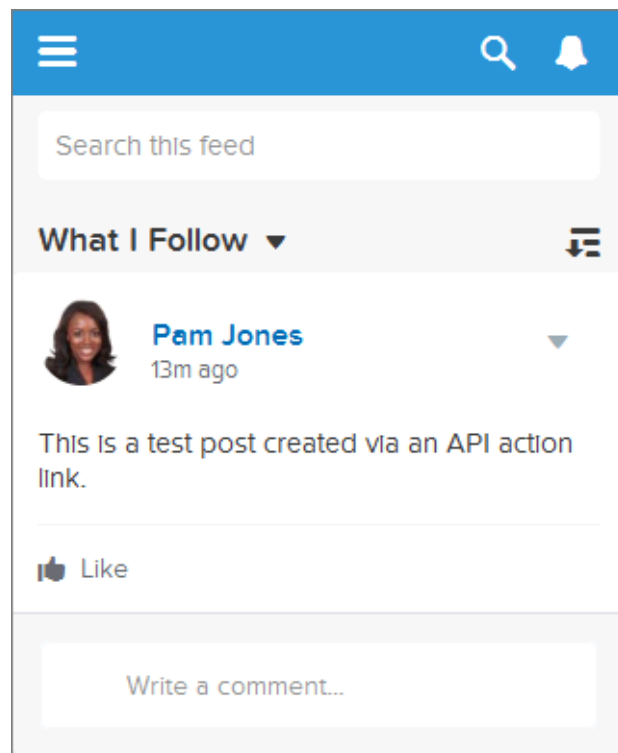 Search this feed
What I Follow
Pam Jones
13m ago
This is a test post created via an API action
link.
Like
Write a comment...